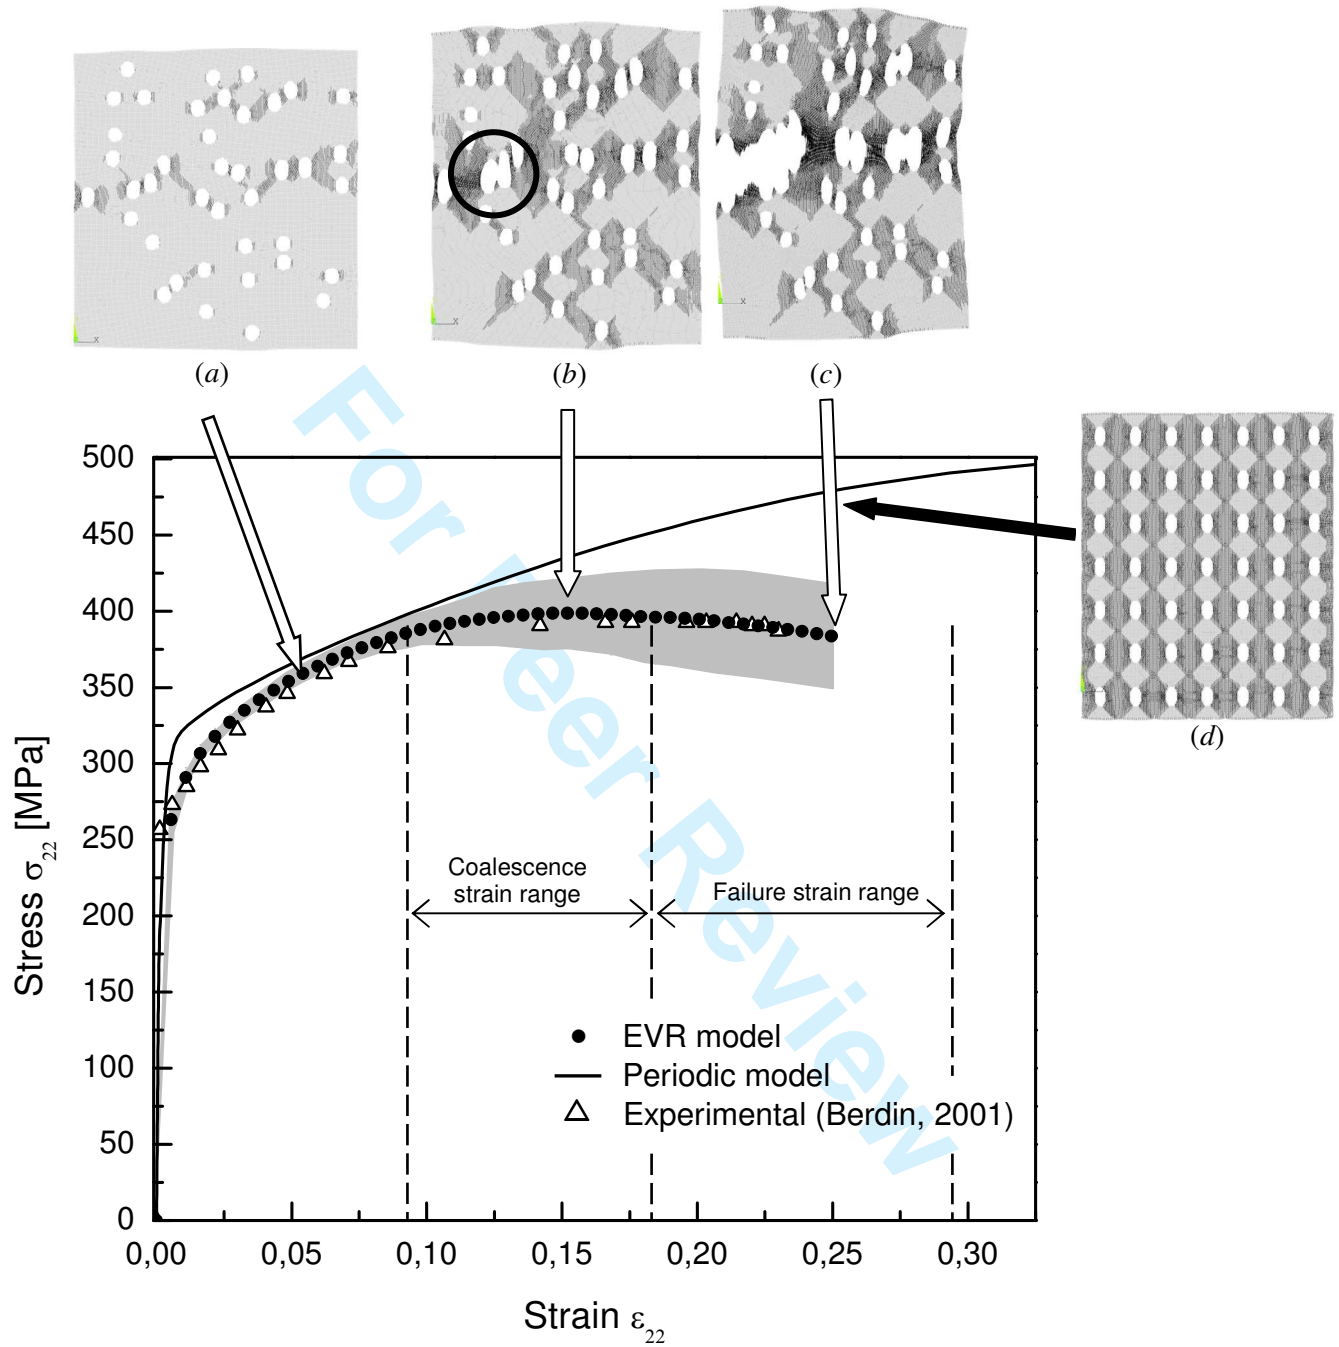 x
x
x
(a)
(b)
(c)
(d)
500
450
400
350
300
250
200
150
100
50
0
Stress σ22 [MPa]
Coalescence
strain range
Failure strain range
EVR model
Periodic model
Experimental (Berdin, 2001)
0,00
0,05
0,10
0,15
0,20
0,25
0,30
Strain ε22
For Peer Review